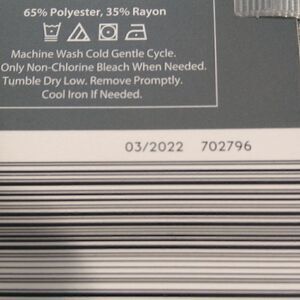 65% Polyester, 35% Rayon
Machine Wash Cold Gentle Cycle.
Only Non-Chlorine Bleach When Needed.
Tumble Dry Low. Remove Promptly.
Cool Iron If Needed.
03/2022 702796